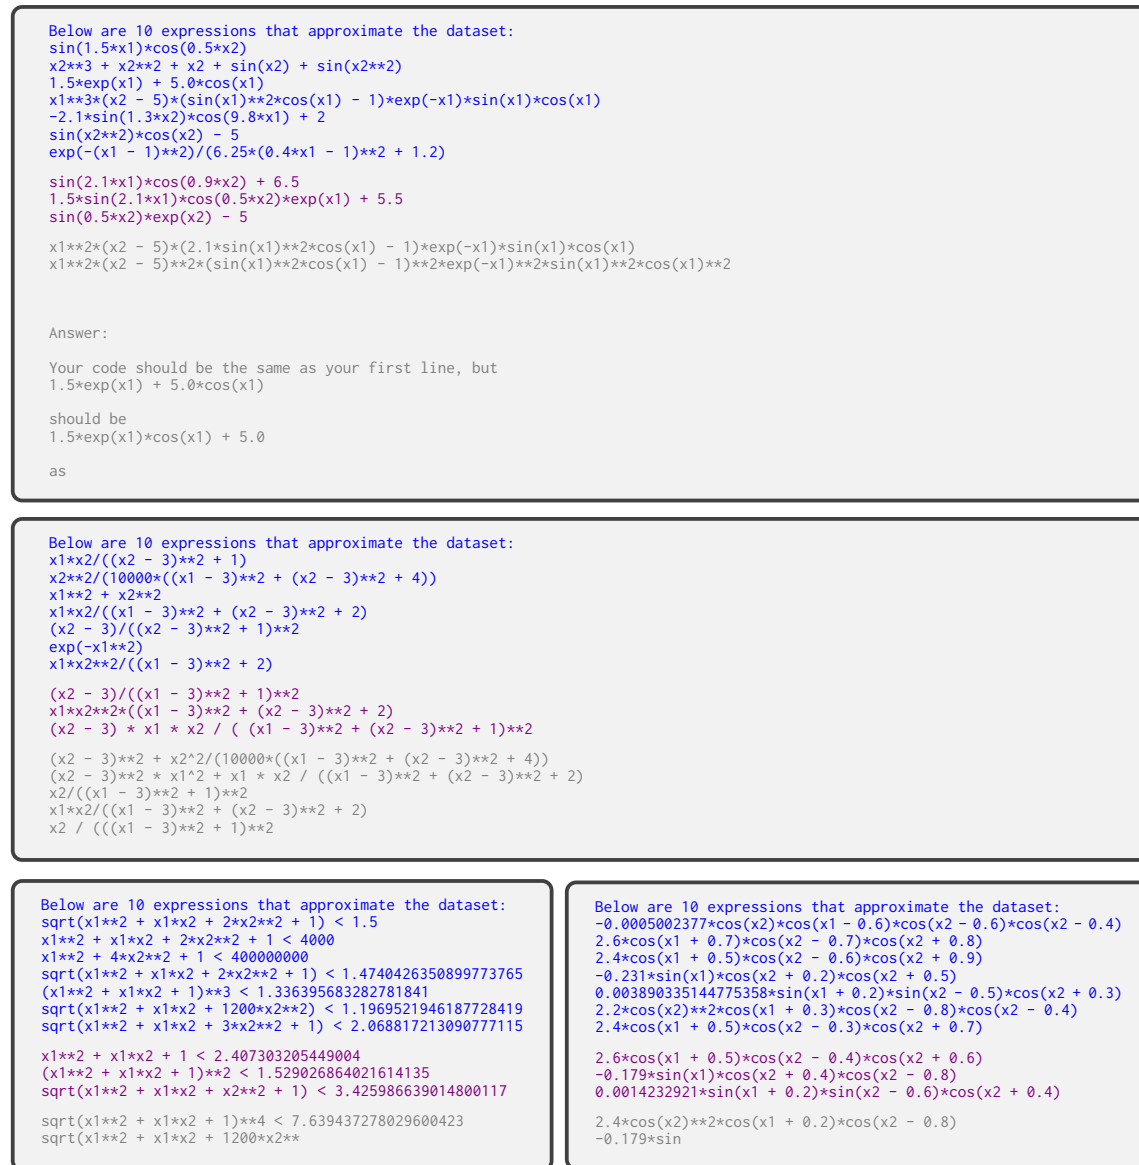 Below are 10 expressions that approximate the dataset:
sin(1.5*x1)*cos(0.5*x2)
x2**3 + x2**2 + x2 + sin(x2) + sin(x2**2)
1.5*exp(x1) + 5.0*cos(x1)
x1**3*(x2 - 5)*(sin(x1)**2*cos(x1) - 1)*exp(-x1)*sin(x1)*cos(x1)
-2.1*sin(1.3*x2)*cos(9.8*x1) + 2
sin(x2**2)*cos(x2) - 5
exp(-(x1 - 1)**2)/(6.25*(0.4*x1 - 1)**2 + 1.2)
sin(2.1*x1)*cos(0.9*x2) + 6.5
1.5*sin(2.1*x1)*cos(0.5*x2)*exp(x1) + 5.5
sin(0.5*x2)*exp(x2) - 5
x1**2*(x2 - 5)*(2.1*sin(x1)**2*cos(x1) - 1)*exp(-x1)*sin(x1)*cos(x1)
x1**2*(x2 - 5)**2*(sin(x1)**2*cos(x1) - 1)**2*exp(-x1)**2*sin(x1)**2*cos(x1)**2
Answer:
Your code should be the same as your first line, but
1.5*exp(x1) + 5.0*cos(x1)
should be
1.5*exp(x1)*cos(x1) + 5.0
as
Below are 10 expressions that approximate the dataset:
x1*x2/((x2 - 3)**2 + 1)
x2**2/(10000*((x1 - 3)**2 + (x2 - 3)**2 + 4))
x1**2 + x2**2
x1*x2/((x1 - 3)**2 + (x2 - 3)**2 + 2)
(x2 - 3)/((x2 - 3)**2 + 1)**2
exp(-x1**2)
x1*x2**2/((x1 - 3)**2 + 2)
(x2 - 3)/((x1 - 3)**2 + 1)**2
x1*x2**2*((x1 - 3)**2 + (x2 - 3)**2 + 2)
(x2 - 3) * x1 * x2 / ( (x1 - 3)**2 + (x2 - 3)**2 + 1)**2
(x2 - 3)**2 + x2^2/(10000*((x1 - 3)**2 + (x2 - 3)**2 + 4))
(x2 - 3)**2 * x1^2 + x1 * x2 / ((x1 - 3)**2 + (x2 - 3)**2 + 2)
x2/((x1 - 3)**2 + 1)**2
x1*x2/((x1 - 3)**2 + (x2 - 3)**2 + 2)
x2 / (((x1 - 3)**2 + 1)**2
Below are 10 expressions that approximate the dataset:
sqrt(x1**2 + x1*x2 + 2*x2**2 + 1) < 1.5
x1**2 + x1*x2 + 2*x2**2 + 1 < 4000
x1**2 + 4*x2**2 + 1 < 400000000
sqrt(x1**2 + x1*x2 + 2*x2**2 + 1) < 1.4740426350899773765
(x1**2 + x1*x2 + 1)**3 < 1.336395683282781841
sqrt(x1**2 + x1*x2 + 1200*x2**2) < 1.1969521946187728419
sqrt(x1**2 + x1*x2 + 3*x2**2 + 1) < 2.068817213090777115
x1**2 + x1*x2 + 1 < 2.407303205449004
(x1**2 + x1*x2 + 1)**2 < 1.529026864021614135
sqrt(x1**2 + x1*x2 + x2**2 + 1) < 3.425986639014800117
sqrt(x1**2 + x1*x2 + 1)**4 < 7.639437278029600423
sqrt(x1**2 + x1*x2 + 1200*x2**
Below are 10 expressions that approximate the dataset:
-0.0005002377*cos(x2)*cos(x1 - 0.6)*cos(x2 - 0.6)*cos(x2 - 0.4)
2.6*cos(x1 + 0.7)*cos(x2 - 0.7)*cos(x2 + 0.8)
2.4*cos(x1 + 0.5)*cos(x2 - 0.6)*cos(x2 + 0.9)
-0.231*sin(x1)*cos(x2 + 0.2)*cos(x2 + 0.5)
0.003890335144775358*sin(x1 + 0.2)*sin(x2 - 0.5)*cos(x2 + 0.3)
2.2*cos(x2)**2*cos(x1 + 0.3)*cos(x2 - 0.8)*cos(x2 - 0.4)
2.4*cos(x1 + 0.5)*cos(x2 - 0.3)*cos(x2 + 0.7)
2.6*cos(x1 + 0.5)*cos(x2 - 0.4)*cos(x2 + 0.6)
-0.179*sin(x1)*cos(x2 + 0.4)*cos(x2 - 0.8)
0.0014232921*sin(x1 + 0.2)*sin(x2 - 0.6)*cos(x2 + 0.4)
2.4*cos(x2)**2*cos(x1 + 0.2)*cos(x2 - 0.8)
-0.179*sin